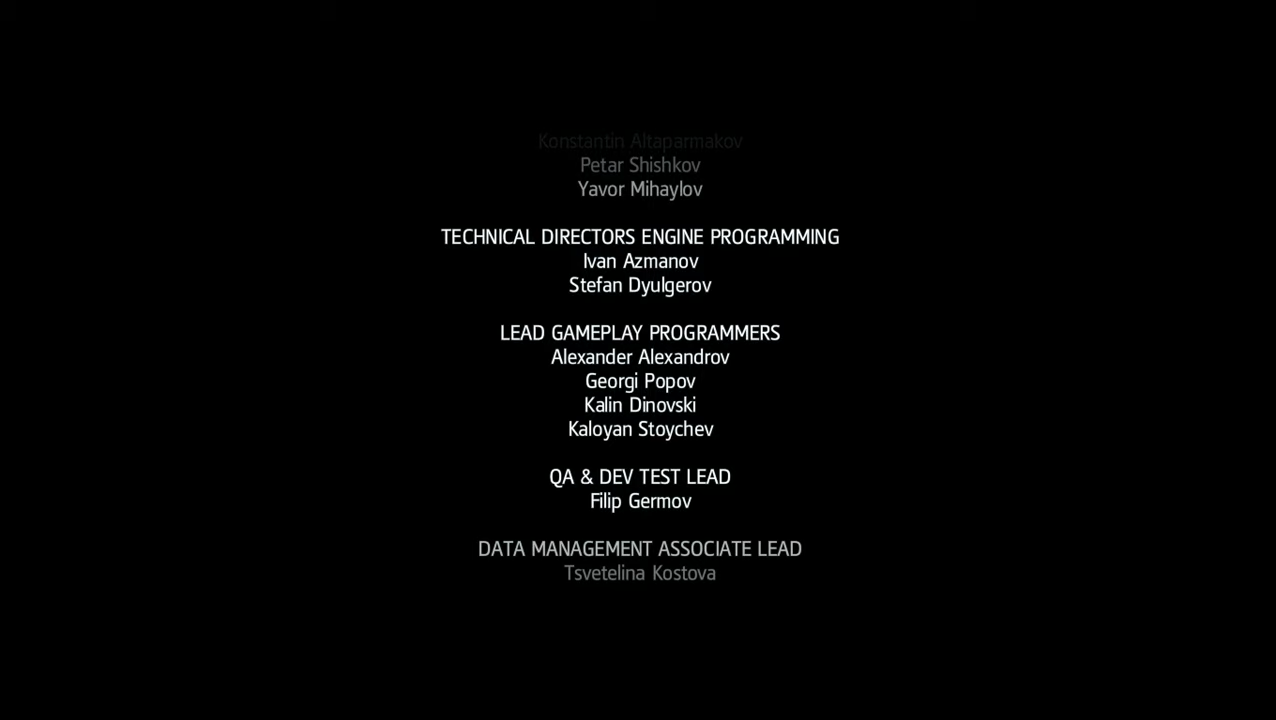 Konstantin Altaparmakov
Petar Shishkov
Yavor Mihaylov
TECHNICAL DIRECTORS ENGINE PROGRAMMING
Ivan Azmanov
Stefan Dyulgerov
LEAD GAMEPLAY PROGRAMMERS
Alexander Alexandrov
Georgi Popov
Kalin Dinovski
Kaloyan Stoychev
QA & DEV TEST LEAD
Filip Germov
DATA MANAGEMENT ASSOCIATE LEAD
Tsvetelina Kostova